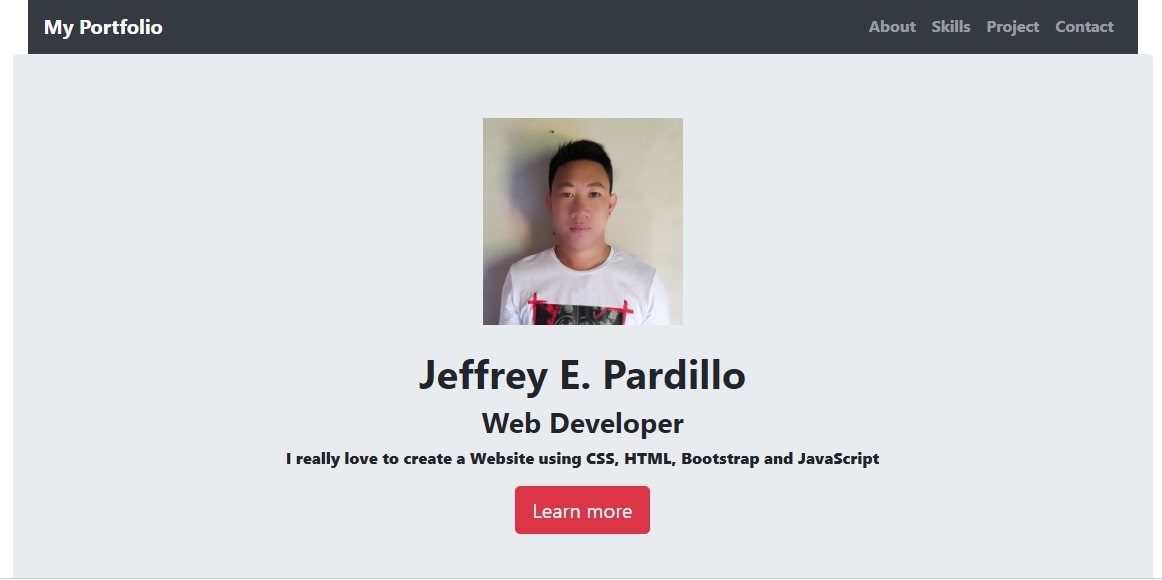 My Portfolio
About Skills Project Contact
Jeffrey E. Pardillo
Web Developer
I really love to create a Website using CSS, HTML, Bootstrap and JavaScript
Learn more